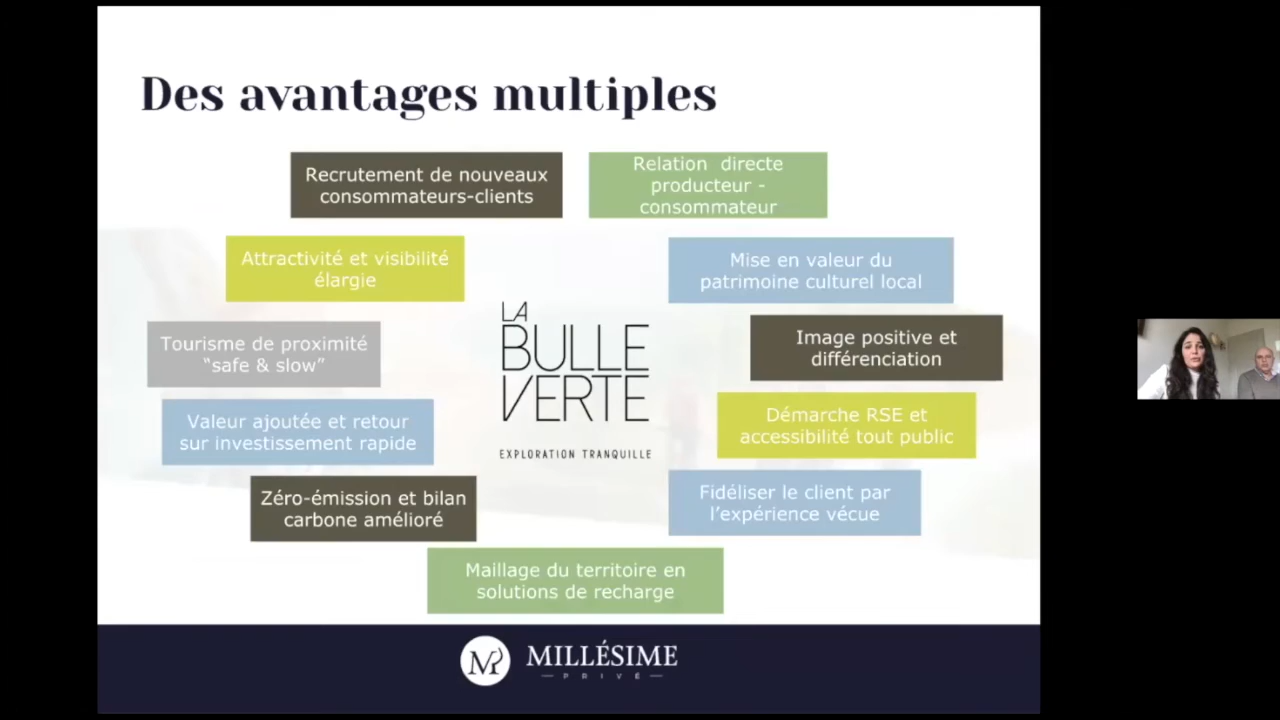 Des avantages multiples
Recrutement de nouveaux
consommateurs-clients
Relation directe
producteur -
consommateur
Attractivité et visibilité
élargie
Mise en valeur du
patrimoine culturel local
Tourisme de proximité
“safe & slow”
Image positive et
différenciation
LA
BULLE
VERTE
EXPLORATION TRANQUILLE
Valeur ajoutée et retour
sur investissement rapide
Démarche RSE et
accessibilité tout public
Zéro-émission et bilan
carbone amélioré
Fidéliser le client par
l’expérience vécue
Maillage du territoire en
solutions de recharge
MP
MILLÉSIME
— PRIVÉ —